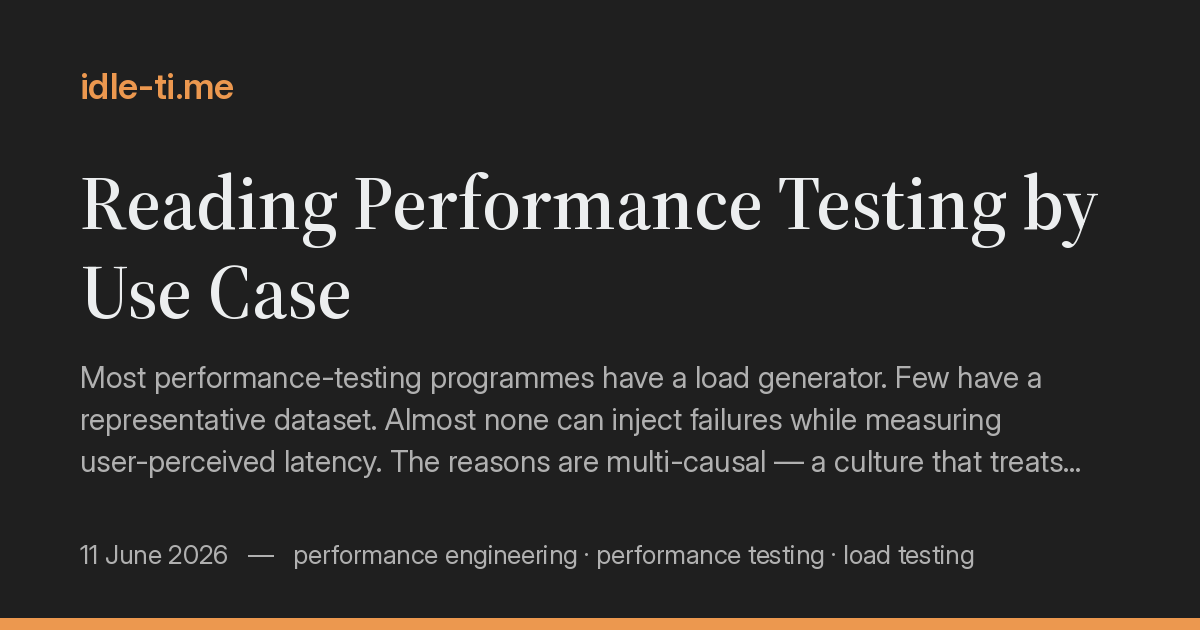 idle-ti.me
Reading Performance Testing by
Use Case
Most performance-testing programmes have a load generator. Few have a
representative dataset. Almost none can inject failures while measuring
user-perceived latency. The reasons are multi-causal — a culture that treats...
11 June 2026 — performance engineering · performance testing · load testing